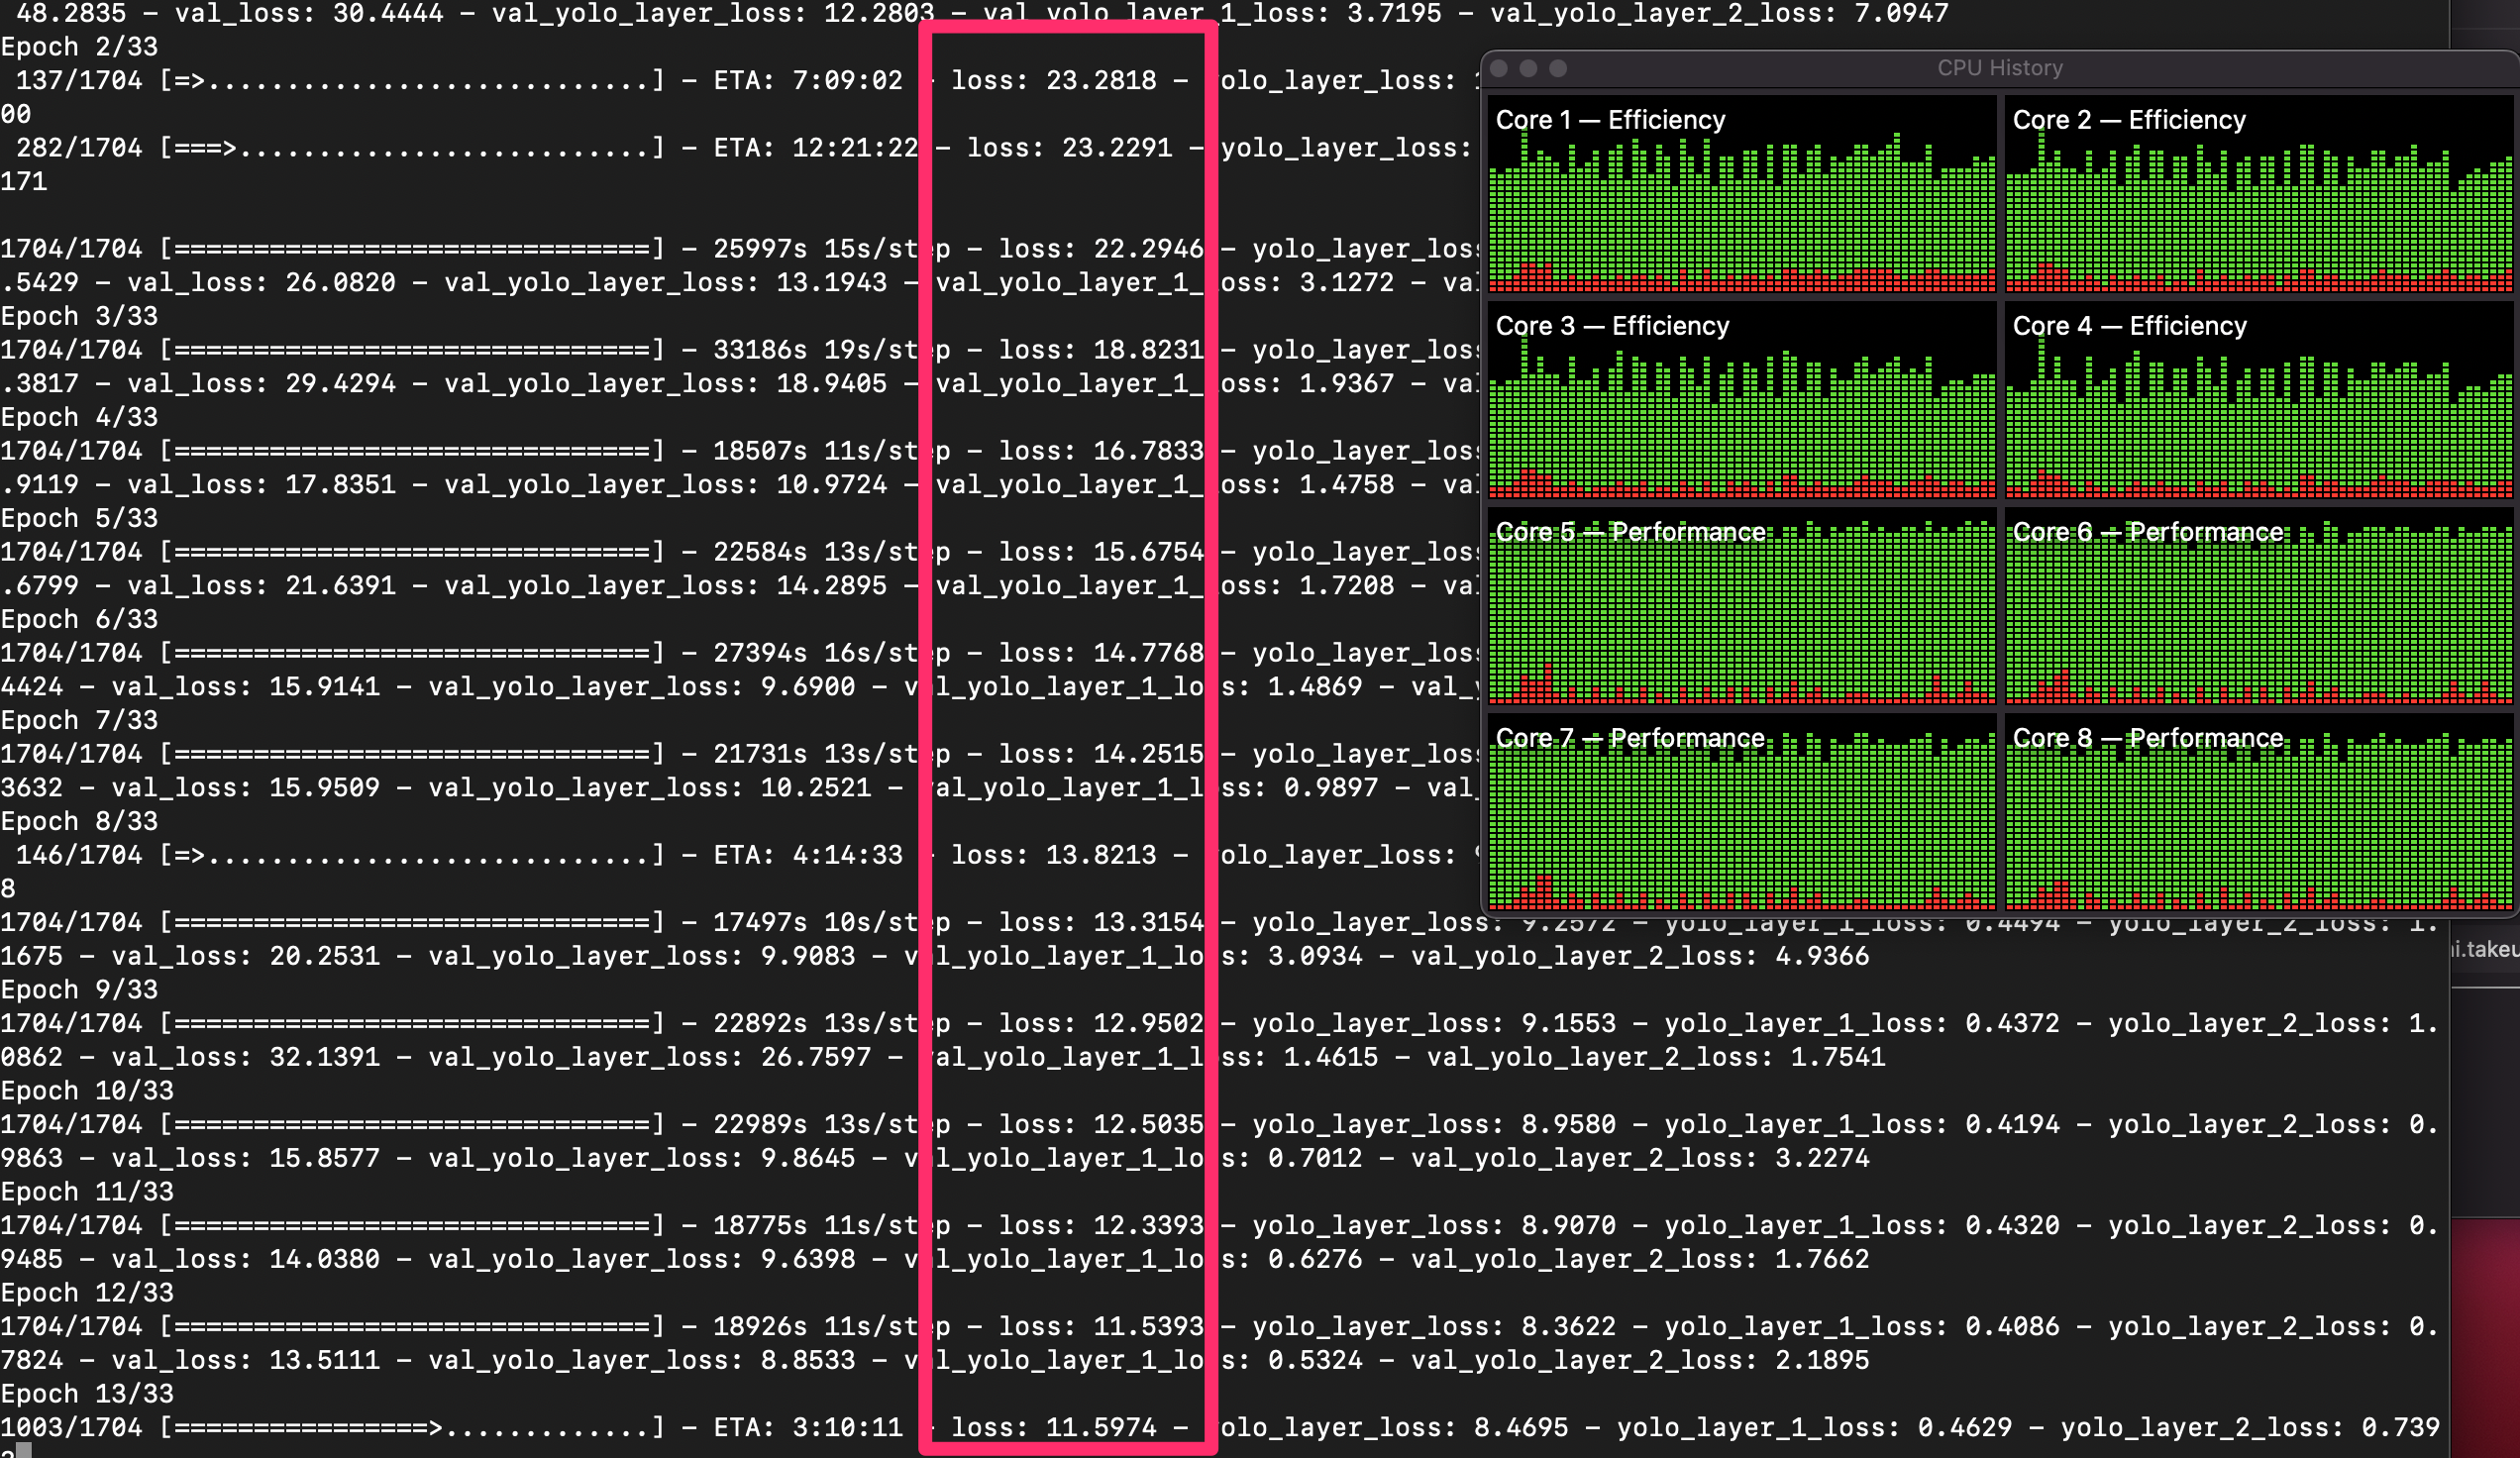 48.2835 - val_loss: 30.4444 - val_yolo_layer_loss: 12.2803 - val_yolo_layer_1_loss: 3.7195 - val_yolo_layer_2_loss: 7.0947
Epoch 2/33
137/1704 [=>............................] - ETA: 7:09:02 - loss: 23.2818 - yolo_layer_loss:
00
282/1704 [===>..........................] - ETA: 12:21:22 - loss: 23.2291 - yolo_layer_loss:
171
1704/1704 [==============================] - 25997s 15s/step - loss: 22.2946 - yolo_layer_loss
.5429 - val_loss: 26.0820 - val_yolo_layer_loss: 13.1943 - val_yolo_layer_1_loss: 3.1272 - val
Epoch 3/33
1704/1704 [==============================] - 33186s 19s/step - loss: 18.8231 - yolo_layer_loss
.3817 - val_loss: 29.4294 - val_yolo_layer_loss: 18.9405 - val_yolo_layer_1_loss: 1.9367 - val
Epoch 4/33
1704/1704 [==============================] - 18507s 11s/step - loss: 16.7833 - yolo_layer_loss
.9119 - val_loss: 17.8351 - val_yolo_layer_loss: 10.9724 - val_yolo_layer_1_loss: 1.4758 - val
Epoch 5/33
1704/1704 [==============================] - 22584s 13s/step - loss: 15.6754 - yolo_layer_loss
.6799 - val_loss: 21.6391 - val_yolo_layer_loss: 14.2895 - val_yolo_layer_1_loss: 1.7208 - val
Epoch 6/33
1704/1704 [==============================] - 27394s 16s/step - loss: 14.7768 - yolo_layer_loss
4424 - val_loss: 15.9141 - val_yolo_layer_loss: 9.6900 - val_yolo_layer_1_loss: 1.4869 - val_
Epoch 7/33
1704/1704 [==============================] - 21731s 13s/step - loss: 14.2515 - yolo_layer_loss
3632 - val_loss: 15.9509 - val_yolo_layer_loss: 10.2521 - val_yolo_layer_1_loss: 0.9897 - val_
Epoch 8/33
146/1704 [=>............................] - ETA: 4:14:33 - loss: 13.8213 - yolo_layer_loss:
8
1704/1704 [==============================] - 17497s 10s/step - loss: 13.3154 - yolo_layer_loss: 9.2572 - yolo_layer_1_loss: 0.4494 - yolo_layer_2_loss: 1.
1675 - val_loss: 20.2531 - val_yolo_layer_loss: 9.9083 - val_yolo_layer_1_loss: 3.0934 - val_yolo_layer_2_loss: 4.9366
Epoch 9/33
1704/1704 [==============================] - 22892s 13s/step - loss: 12.9502 - yolo_layer_loss: 9.1553 - yolo_layer_1_loss: 0.4372 - yolo_layer_2_loss: 1.
0862 - val_loss: 32.1391 - val_yolo_layer_loss: 26.7597 - val_yolo_layer_1_loss: 1.4615 - val_yolo_layer_2_loss: 1.7541
Epoch 10/33
1704/1704 [==============================] - 22989s 13s/step - loss: 12.5035 - yolo_layer_loss: 8.9580 - yolo_layer_1_loss: 0.4194 - yolo_layer_2_loss: 0.
9863 - val_loss: 15.8577 - val_yolo_layer_loss: 9.8645 - val_yolo_layer_1_loss: 0.7012 - val_yolo_layer_2_loss: 3.2274
Epoch 11/33
1704/1704 [==============================] - 18775s 11s/step - loss: 12.3393 - yolo_layer_loss: 8.9070 - yolo_layer_1_loss: 0.4320 - yolo_layer_2_loss: 0.
9485 - val_loss: 14.0380 - val_yolo_layer_loss: 9.6398 - val_yolo_layer_1_loss: 0.6276 - val_yolo_layer_2_loss: 1.7662
Epoch 12/33
1704/1704 [==============================] - 18926s 11s/step - loss: 11.5393 - yolo_layer_loss: 8.3622 - yolo_layer_1_loss: 0.4086 - yolo_layer_2_loss: 0.
7824 - val_loss: 13.5111 - val_yolo_layer_loss: 8.8533 - val_yolo_layer_1_loss: 0.5324 - val_yolo_layer_2_loss: 2.1895
Epoch 13/33
1003/1704 [================>.............] - ETA: 3:10:11 - loss: 11.5974 - yolo_layer_loss: 8.4695 - yolo_layer_1_loss: 0.4629 - yolo_layer_2_loss: 0.739
CPU History
Core 1 — Efficiency
Core 2 — Efficiency
Core 3 — Efficiency
Core 4 — Efficiency
Core 5 — Performance
Core 6 — Performance
Core 7 — Performance
Core 8 — Performance
i.takeu